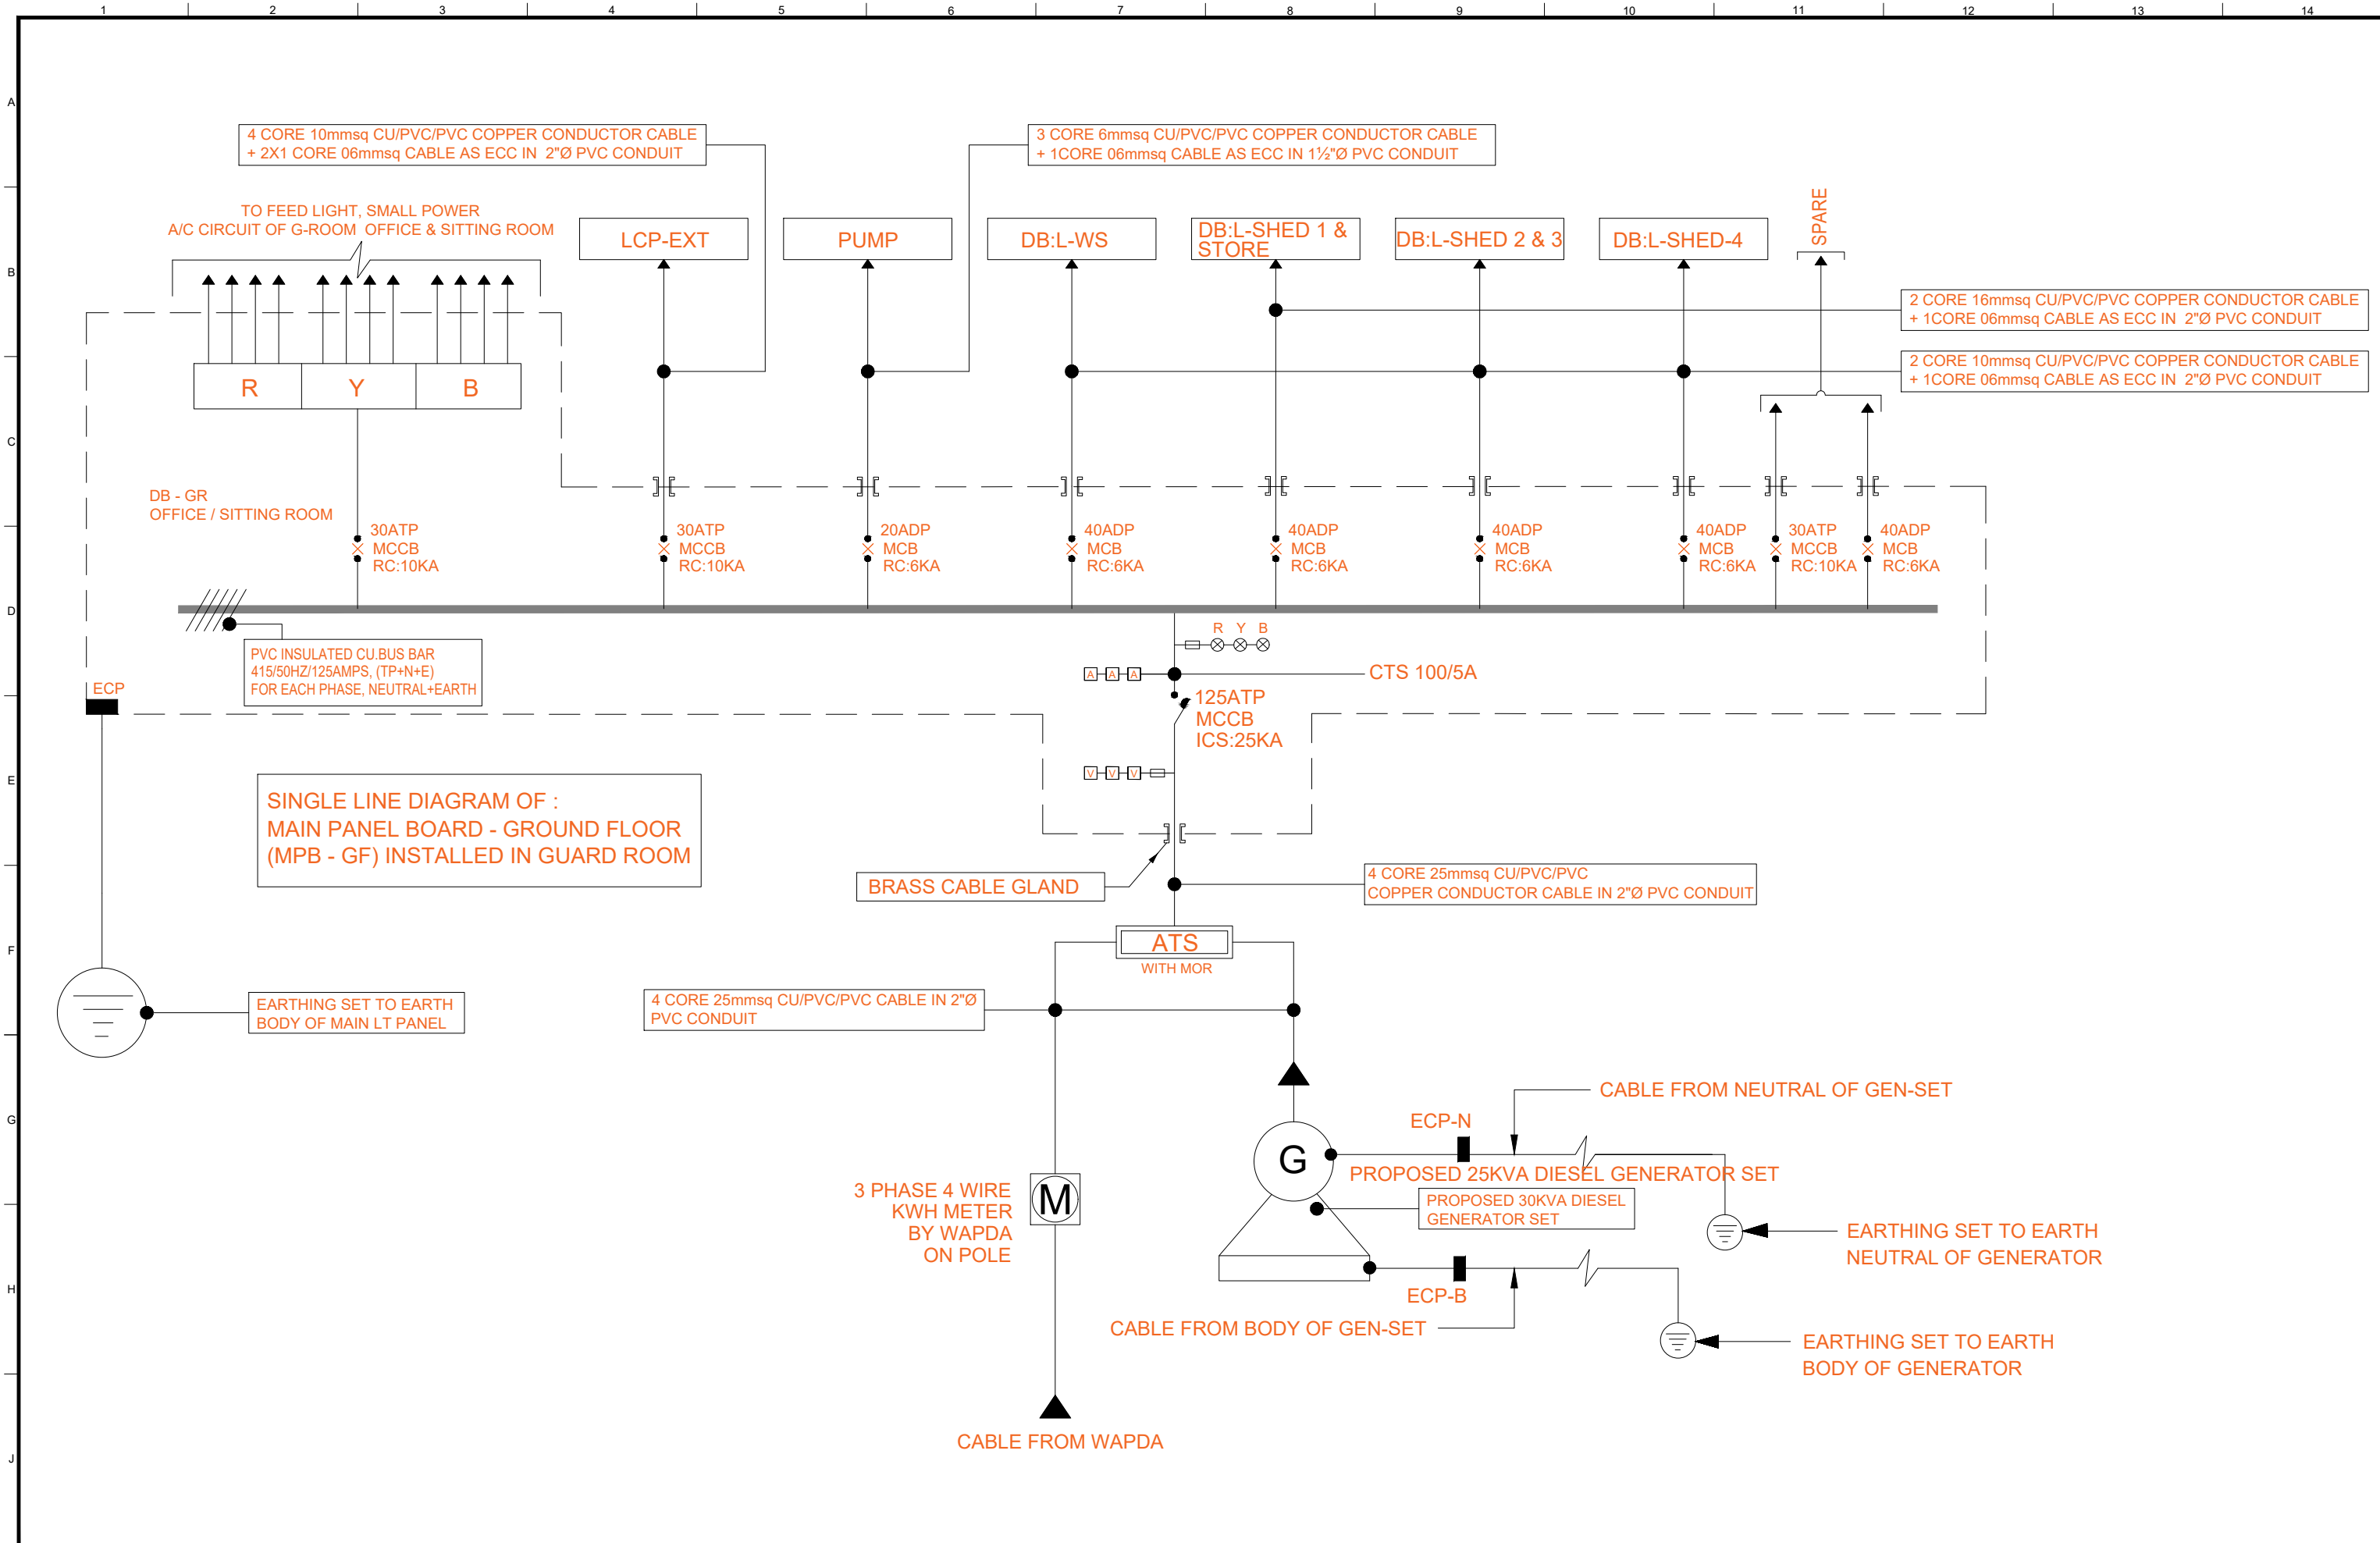 1 2 3 4 5 6 7 8 9 10 11 12 13 14
A
B
C
D
E
F
G
H
J
4 CORE 10mmsq CU/PVC/PVC COPPER CONDUCTOR CABLE
+ 2X1 CORE 06mmsq CABLE AS ECC IN 2"Ø PVC CONDUIT
3 CORE 6mmsq CU/PVC/PVC COPPER CONDUCTOR CABLE
+ 1CORE 06mmsq CABLE AS ECC IN 1½"Ø PVC CONDUIT
TO FEED LIGHT, SMALL POWER
A/C CIRCUIT OF G-ROOM OFFICE & SITTING ROOM
LCP-EXT
PUMP
DB:L-WS
DB:L-SHED 1 &
STORE
DB:L-SHED 2 & 3
DB:L-SHED-4
SPARE
2 CORE 16mmsq CU/PVC/PVC COPPER CONDUCTOR CABLE
+ 1CORE 06mmsq CABLE AS ECC IN 2"Ø PVC CONDUIT
2 CORE 10mmsq CU/PVC/PVC COPPER CONDUCTOR CABLE
+ 1CORE 06mmsq CABLE AS ECC IN 2"Ø PVC CONDUIT
R Y B
DB - GR
OFFICE / SITTING ROOM
30ATP
MCCB
RC:10KA
30ATP
MCCB
RC:10KA
20ADP
MCB
RC:6KA
40ADP
MCB
RC:6KA
40ADP
MCB
RC:6KA
40ADP
MCB
RC:6KA
40ADP
MCB
RC:6KA
30ATP
MCCB
RC:10KA
40ADP
MCB
RC:6KA
PVC INSULATED CU.BUS BAR
415/50HZ/125AMPS, (TP+N+E)
FOR EACH PHASE, NEUTRAL+EARTH
R Y B
A A A
CTS 100/5A
ECP
125ATP
MCCB
ICS:25KA
V V V
SINGLE LINE DIAGRAM OF :
MAIN PANEL BOARD - GROUND FLOOR
(MPB - GF) INSTALLED IN GUARD ROOM
BRASS CABLE GLAND
4 CORE 25mmsq CU/PVC/PVC
COPPER CONDUCTOR CABLE IN 2"Ø PVC CONDUIT
ATS
WITH MOR
EARTHING SET TO EARTH
BODY OF MAIN LT PANEL
4 CORE 25mmsq CU/PVC/PVC CABLE IN 2"Ø
PVC CONDUIT
CABLE FROM NEUTRAL OF GEN-SET
ECP-N
G
PROPOSED 25KVA DIESEL GENERATOR SET
PROPOSED 30KVA DIESEL
GENERATOR SET
3 PHASE 4 WIRE
KWH METER
BY WAPDA
ON POLE
M
EARTHING SET TO EARTH
NEUTRAL OF GENERATOR
ECP-B
CABLE FROM BODY OF GEN-SET
EARTHING SET TO EARTH
BODY OF GENERATOR
CABLE FROM WAPDA